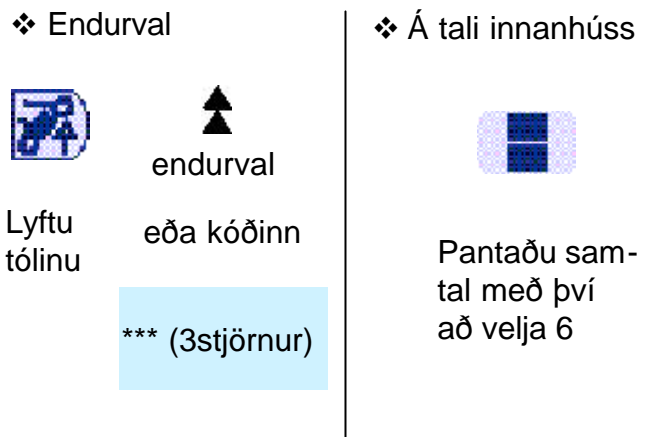 ❖ Endurval
endurval
Lyftu
tólinu
eða kóðinn
*** (3stjörnur)
❖ Á tali innanhúss
Pantaðu sam-
tal með því
að velja 6